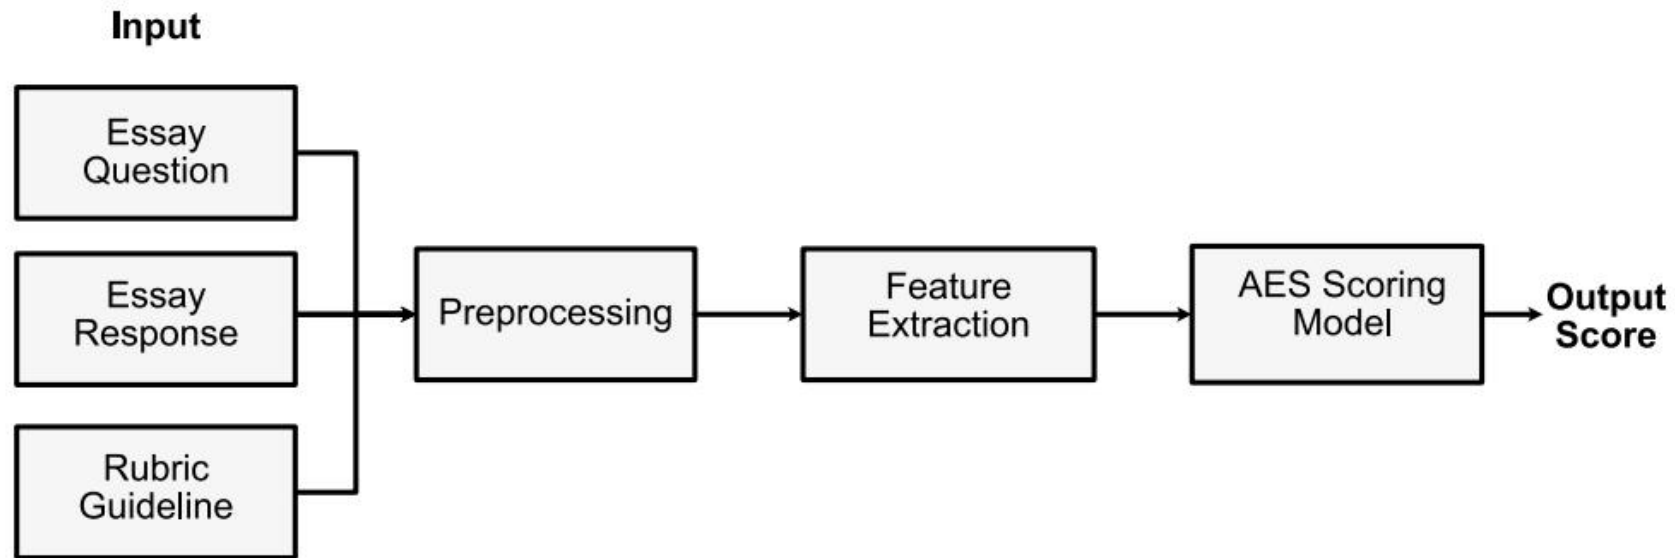 Input
Essay
Question
Essay
Response
Rubric
Guideline
Preprocessing
Feature
Extraction
AES Scoring
Model
Output
Score